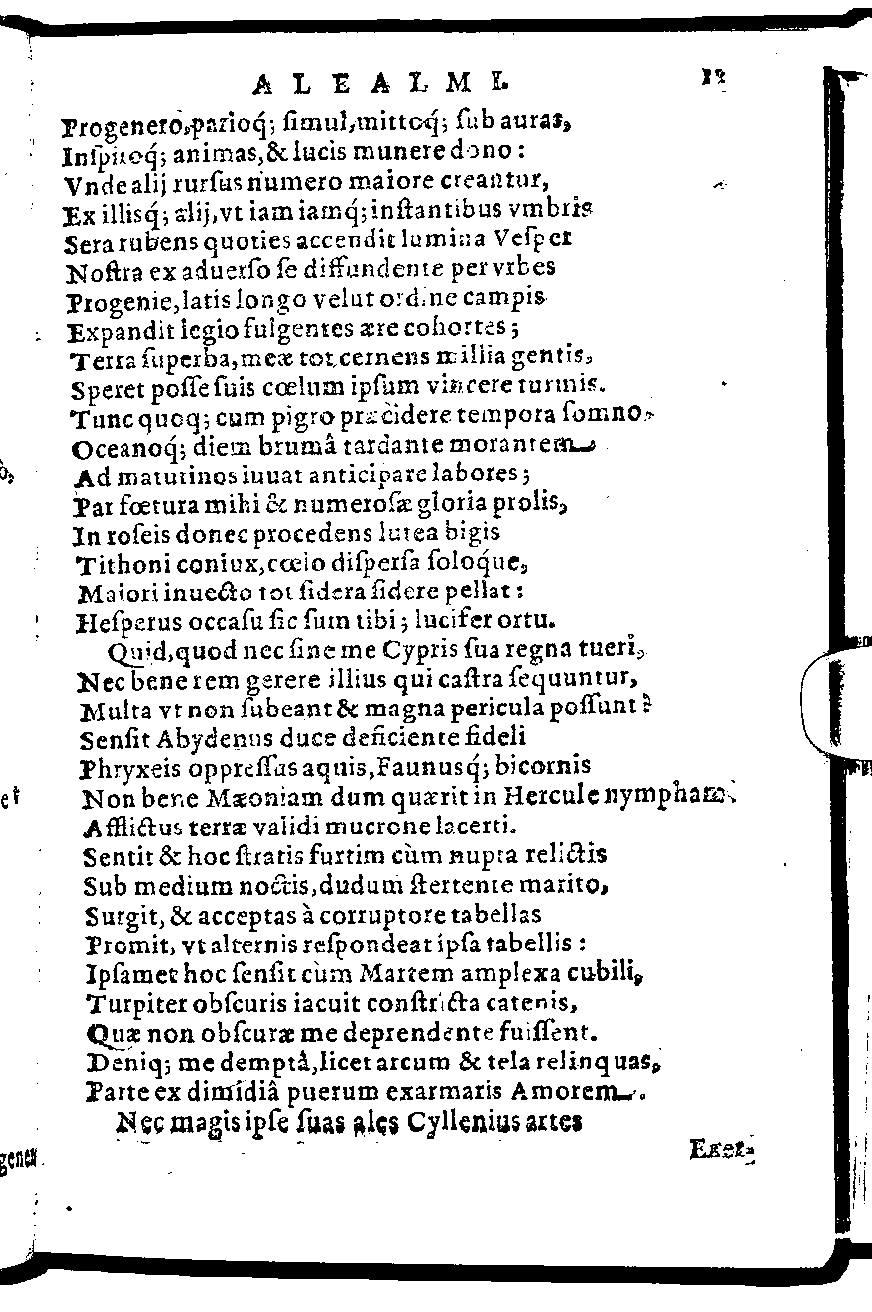 ALEALMI.
Progenero, parioq́; ſimul, mittoq́; ſub auras,
Inſpiroq́; animas, & lucis munere dono:
Vnde alij rurſus numero maiore creantur,
Ex illisq́; alij, vt iam iamq́; inſtantibus vmbris
Sera rubens quoties accendit lumina Veſper
Noſtra ex aduerſo ſe diffundente per vrbes
Progenie, latis longo velut ordine campis
Expandit legio fulgentes ære cohortes;
Terra ſuperba, meæ tot cernens millia gentis,
Speret poſſe ſuis cœlum ipſum vincere turmis.
Tunc quoq; cum pigro præcidere tempora ſomno,
Oceanoq́; diem brumâ tardante morantem
Ad matutinos iuuat anticipare labores;
Par fœtura mihi & numeroſæ gloria prolis,
In roſeis donec procedens lutea bigis
Tithoni coniux, cœlo diſperſa ſoloq́ue,
Maiori inuecto tot ſidera ſidere pellat:
Heſperus occaſu ſic ſum tibi; lucifer ortu.
Quid, quod nec ſine me Cypris ſua regna tueri,
Nec bene rem gerere illius qui caſtra ſequuntur,
Multa vt non ſubeant & magna pericula poſſunt?
Senſit Abydenus duce deficiente fideli
Phryxeis oppreſſus aquis, Faunusq́; bicornis
Non bene Mæoniam dum quærit in Hercule nympham
Afflictus terræ validi mucrone lacerti.
Sentit & hoc ſtratis furtim cùm nupta relictis
Sub medium noctis, dudum ſtertente marito,
Surgit, & acceptas à corruptore tabellas
Promit, vt alternis reſpondeat ipſa tabellis:
Ipſamet hoc ſenſit cùm Martem amplexa cubili,
Turpiter obſcuris iacuit conſtricta catenis,
Quæ non obſcuræ me deprendente fuiſſent.
Deniq; me demptâ, licet arcum & tela relinquas,
Parte ex dimidiâ puerum exarmaris Amorem.
Nec magis ipſe ſuas ales Cyllenius artes
Exer-